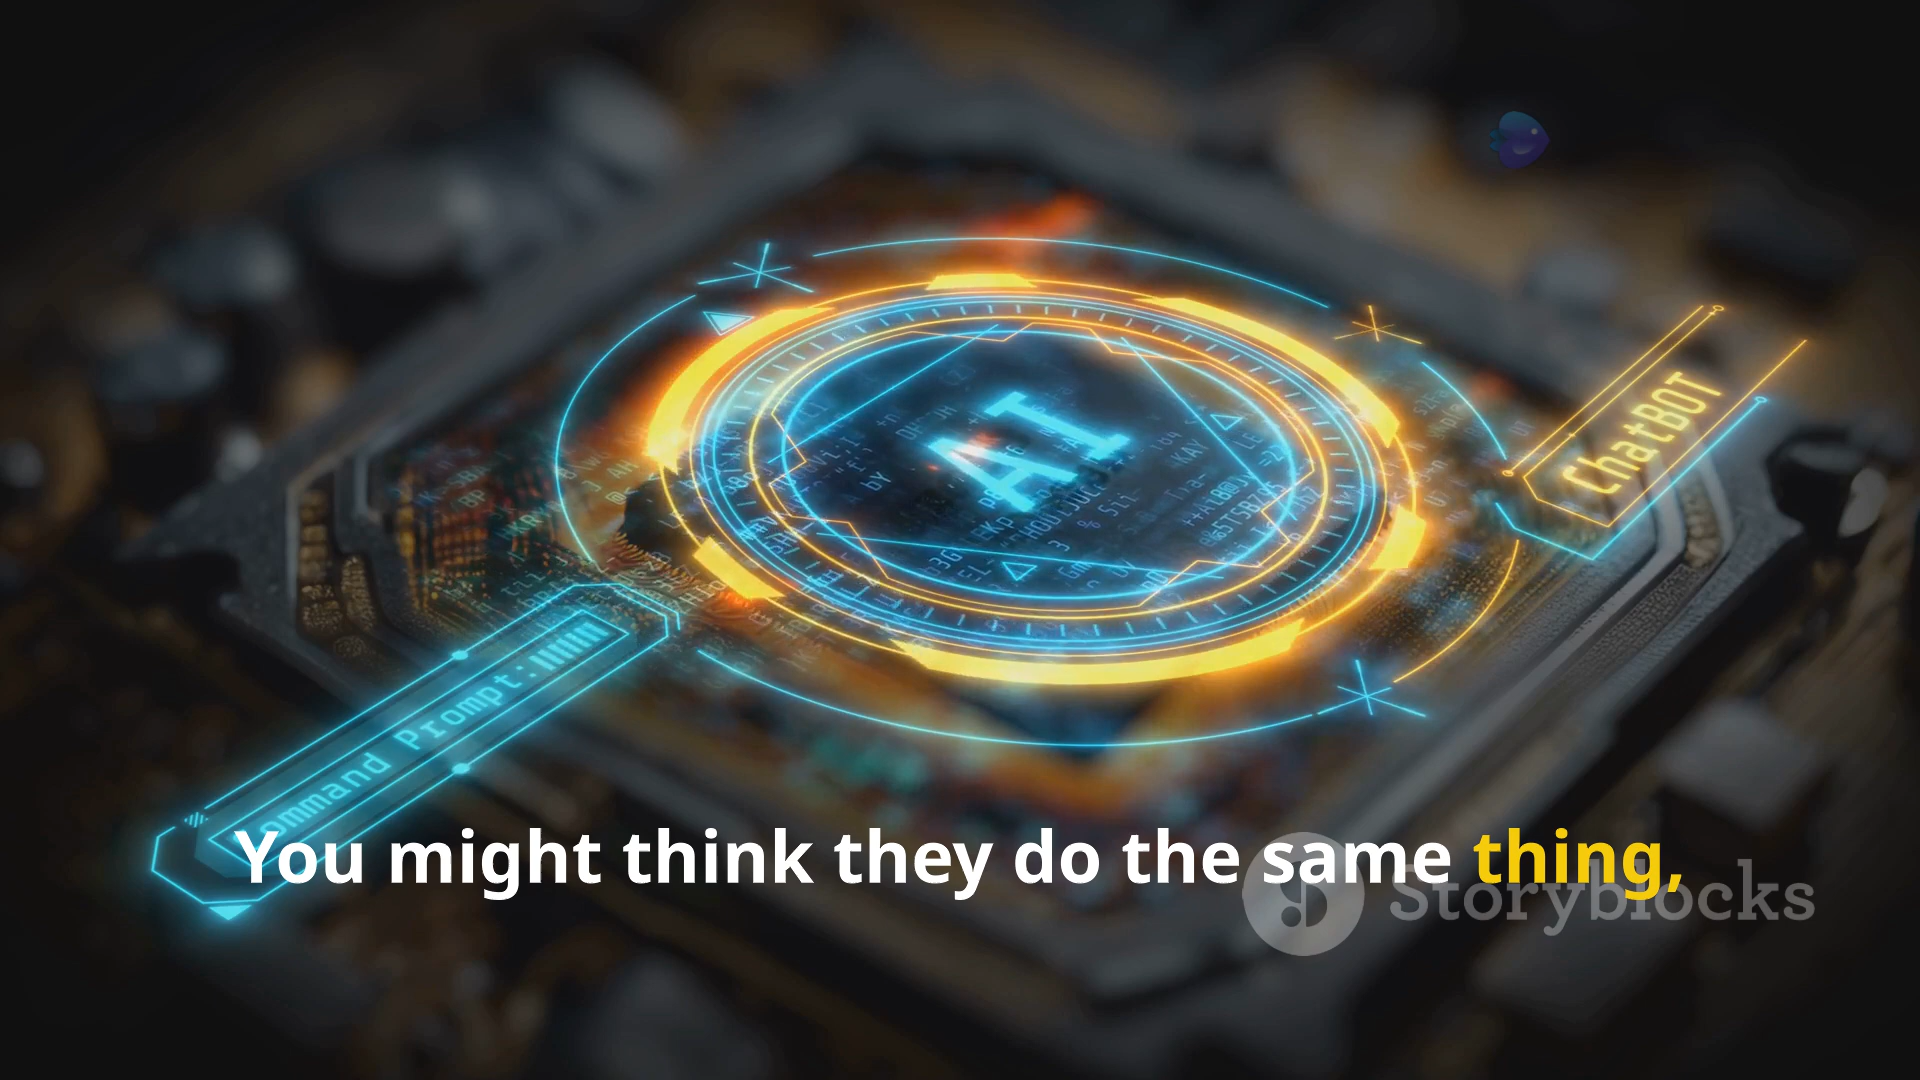 ChatBOT
AI
Command Prompt:
You might think they do the same thing,
Storyblocks